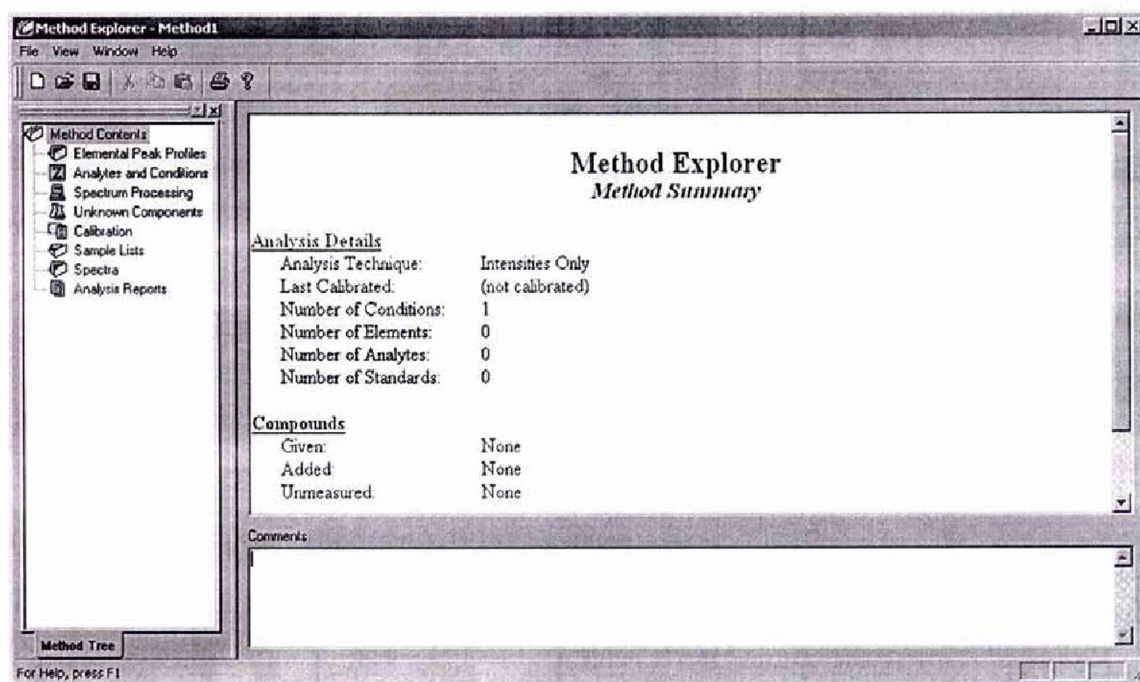 Method Explorer - Method1
File View Window Help
Method Contents
Elemental Peak Profiles
Analytes and Conditions
Spectrum Processing
Unknown Components
Calibration
Sample Lists
Spectra
Analysis Reports
Method Tree
Method Explorer
Method Summary
Analysis Details
Analysis Technique: Intensities Only
Last Calibrated: (not calibrated)
Number of Conditions: 1
Number of Elements: 0
Number of Analytes: 0
Number of Standards: 0
Compounds
Given: None
Added: None
Unmeasured: None
Comments
For Help, press F1